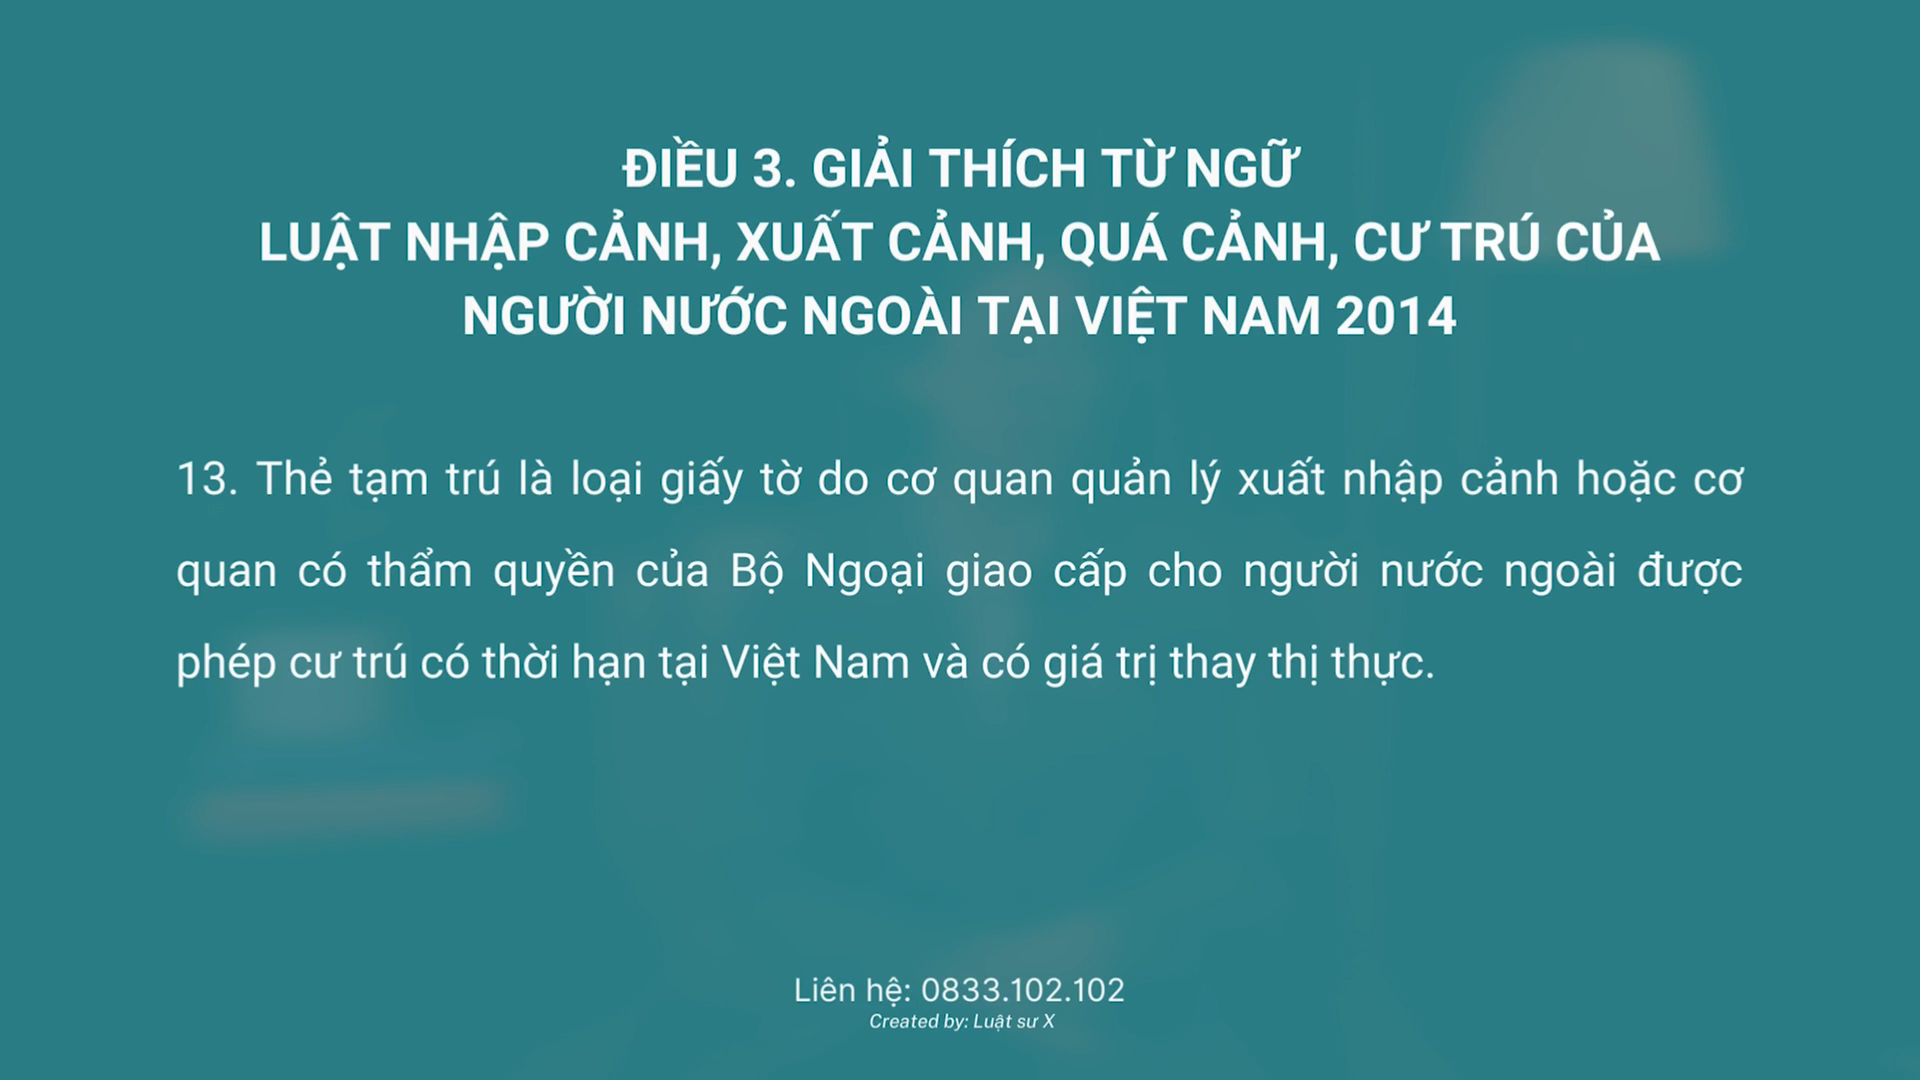 ĐIỀU 3. GIẢI THÍCH TỪ NGỮ
LUẬT NHẬP CẢNH, XUẤT CẢNH, QUÁ CẢNH, CƯ TRÚ CỦA
NGƯỜI NƯỚC NGOÀI TẠI VIỆT NAM 2014
13. Thẻ tạm trú là loại giấy tờ do cơ quan quản lý xuất nhập cảnh hoặc cơ
quan có thẩm quyền của Bộ Ngoại giao cấp cho người nước ngoài được
phép cư trú có thời hạn tại Việt Nam và có giá trị thay thị thực.
Liên hệ: 0833.102.102
Created by: Luật sư X